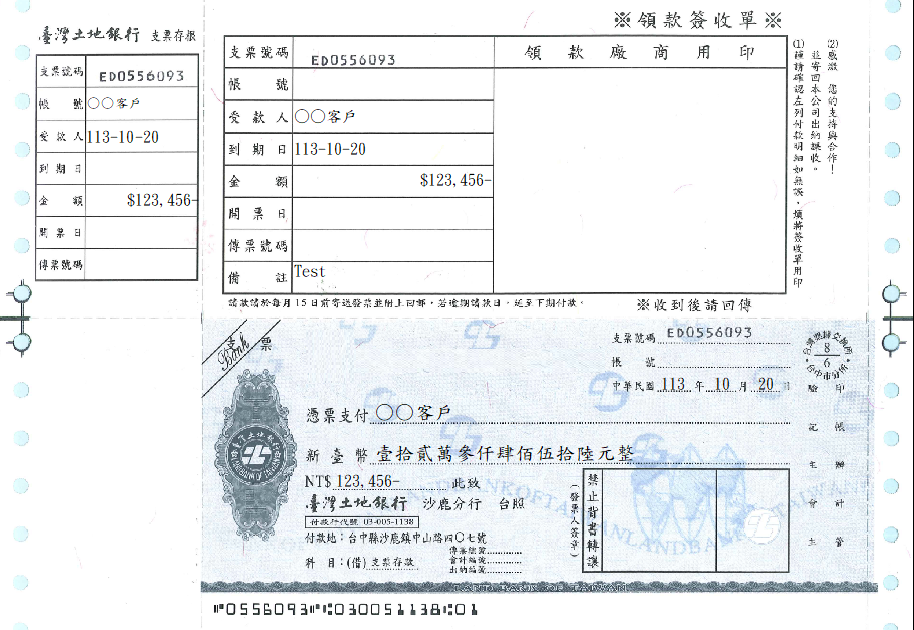 臺灣土地銀行 支票存根
支票號碼 ED0556093
帳號 ○○客戶
受款人 113-10-20
到期日
金額 $123,456-
開票日
傳票號碼
※領款簽收單※
支票號碼 ED0556093
領款廠商用印
帳號
受款人 ○○客戶
到期日 113-10-20
金額 $123,456-
開票日
傳票號碼
備註 Test
請款請於每月15日前寄送發票並附上回郵，若逾期請款日，延至下期付款。
※收到後請回傳
(1)謹請確認左列付款明細如無誤，煩將簽收單用印
並寄回本公司出納課收。
(2)感激 您的支持與合作！
支票
Bank
支票號碼 ED0556093
帳號
中華民國 113 年 10 月 20 日
台灣票據交換所
8
6
台中市分所
憑票支付 ○○客戶
新臺幣 壹拾貳萬參仟肆佰伍拾陸元整
NT$ 123,456- 此致
臺灣土地銀行 沙鹿分行 台照
付款行代號 03-005-1138
付款地：台中縣沙鹿鎮中山路四〇七號
科目：(借)支票存款
傳票總號
會計編號
出納編號
(發票人簽章)
禁止背書轉讓
驗印
記帳
主辦
會計
主管
⑈0556093⑈⑆030051138⑆01